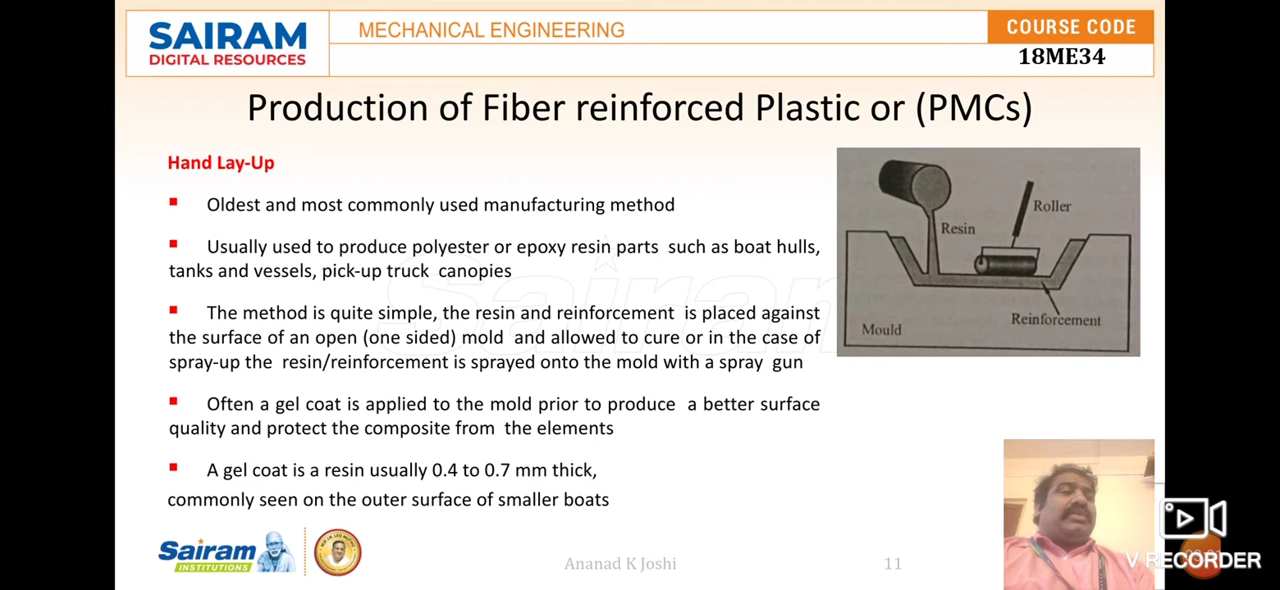 SAIRAM
DIGITAL RESOURCES
MECHANICAL ENGINEERING
COURSE CODE
18ME34
Production of Fiber reinforced Plastic or (PMCs)
Hand Lay-Up
▪ Oldest and most commonly used manufacturing method
▪ Usually used to produce polyester or epoxy resin parts such as boat hulls,
tanks and vessels, pick-up truck canopies
▪ The method is quite simple, the resin and reinforcement is placed against
the surface of an open (one sided) mold and allowed to cure or in the case of
spray-up the resin/reinforcement is sprayed onto the mold with a spray gun
▪ Often a gel coat is applied to the mold prior to produce a better surface
quality and protect the composite from the elements
▪ A gel coat is a resin usually 0.4 to 0.7 mm thick,
commonly seen on the outer surface of smaller boats
Roller
Resin
Reinforcement
Mould
Sairam
Sairam
INSTITUTIONS
Ananad K Joshi
11
V RECORDER